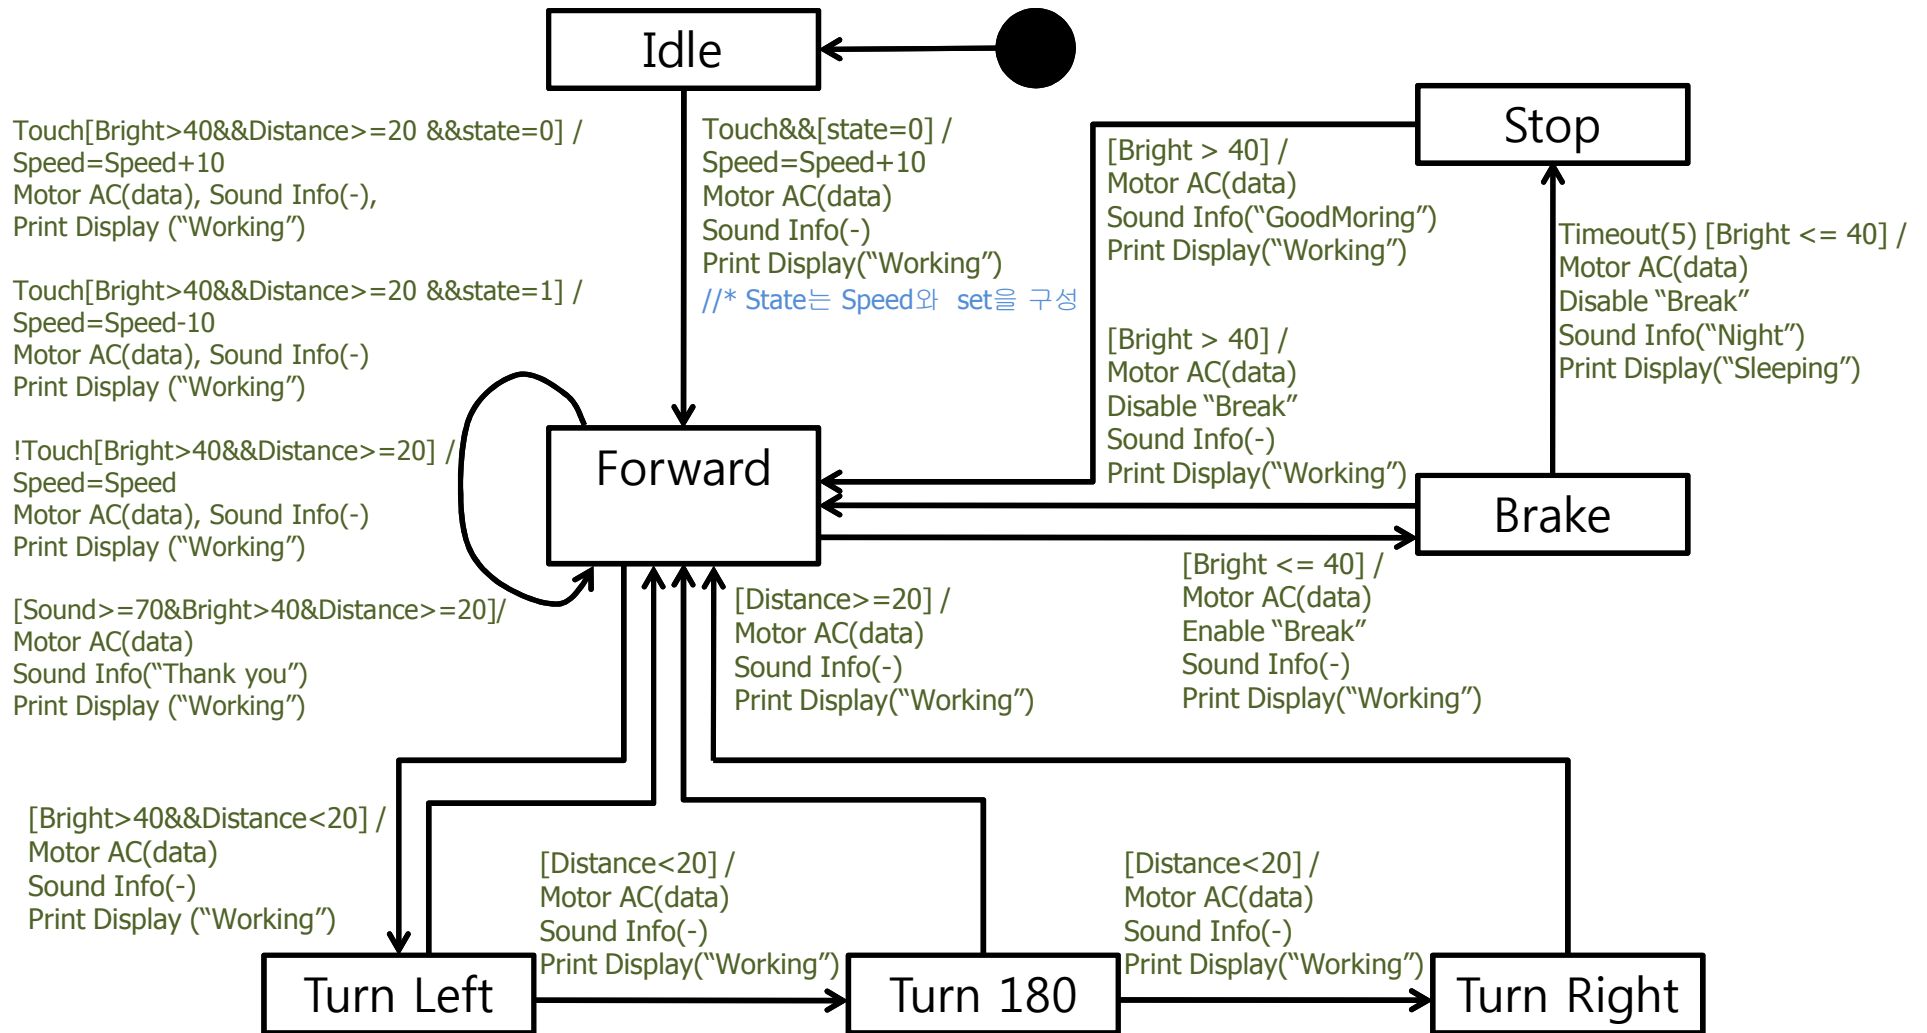 Idle
Stop
Touch[Bright>40&&Distance>=20 &&state=0] /
Speed=Speed+10
Motor AC(data), Sound Info(-),
Print Display (“Working”)
Touch&&[state=0] /
Speed=Speed+10
Motor AC(data)
Sound Info(-)
Print Display(“Working”)
//* State는 Speed와 set을 구성
[Bright > 40] /
Motor AC(data)
Sound Info(“GoodMoring”)
Print Display(“Working”)
Timeout(5) [Bright <= 40] /
Motor AC(data)
Disable “Break”
Sound Info(“Night”)
Print Display(“Sleeping”)
Touch[Bright>40&&Distance>=20 &&state=1] /
Speed=Speed-10
Motor AC(data), Sound Info(-)
Print Display (“Working”)
[Bright > 40] /
Motor AC(data)
Disable “Break”
Sound Info(-)
Print Display(“Working”)
!Touch[Bright>40&&Distance>=20] /
Speed=Speed
Motor AC(data), Sound Info(-)
Print Display (“Working”)
Forward
Brake
[Sound>=70&Bright>40&Distance>=20]/
Motor AC(data)
Sound Info(“Thank you”)
Print Display (“Working”)
[Distance>=20] /
Motor AC(data)
Sound Info(-)
Print Display(“Working”)
[Bright <= 40] /
Motor AC(data)
Enable “Break”
Sound Info(-)
Print Display(“Working”)
[Bright>40&&Distance<20] /
Motor AC(data)
Sound Info(-)
Print Display (“Working”)
[Distance<20] /
Motor AC(data)
Sound Info(-)
Print Display(“Working”)
[Distance<20] /
Motor AC(data)
Sound Info(-)
Print Display(“Working”)
Turn Left
Turn 180
Turn Right